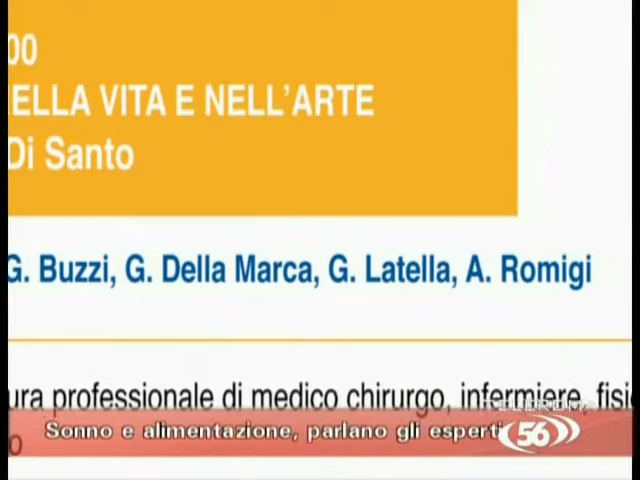 00
ELLA VITA E NELL'ARTE
Di Santo
G. Buzzi, G. Della Marca, G. Latella, A. Romigi
ura professionale di medico chirurgo, infermiere, fisi
Sonno e alimentazione, parlano gli esperti
56
o